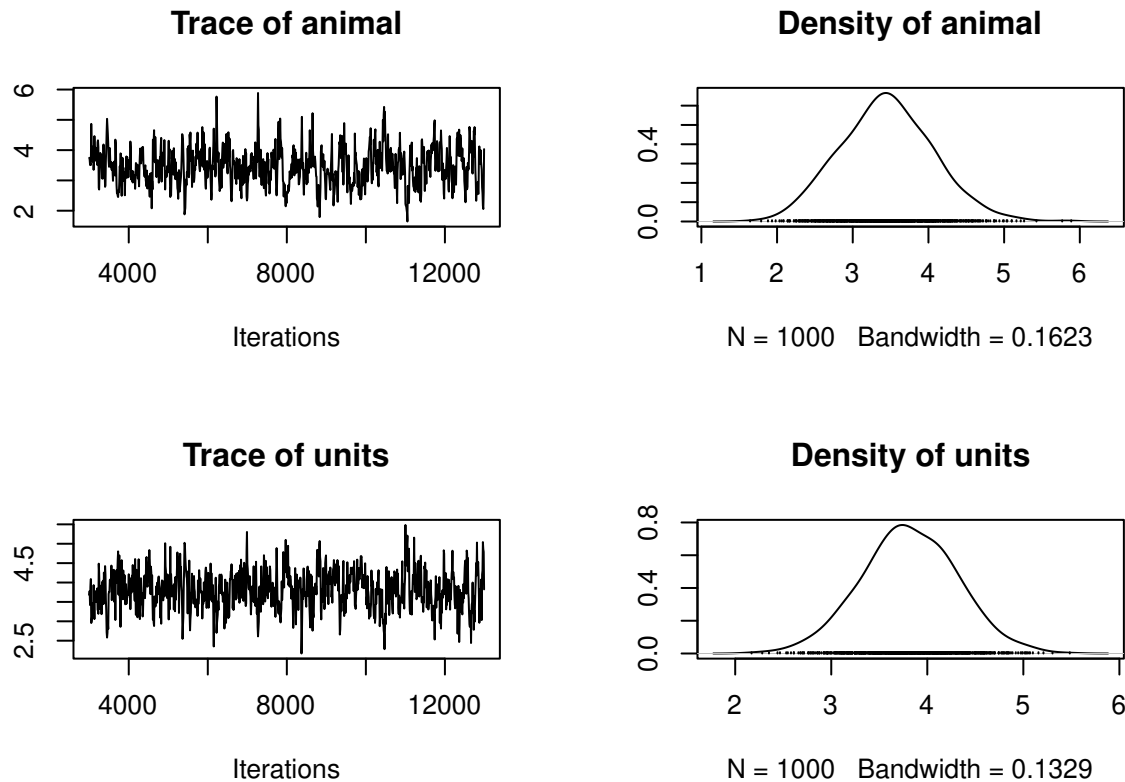 Trace of animal
2 4 6
4000 8000 12000
Iterations
Density of animal
0.0 0.4
1 2 3 4 5 6
N = 1000 Bandwidth = 0.1623
Trace of units
2.5 4.5
4000 8000 12000
Iterations
Density of units
0.0 0.4 0.8
2 3 4 5 6
N = 1000 Bandwidth = 0.1329